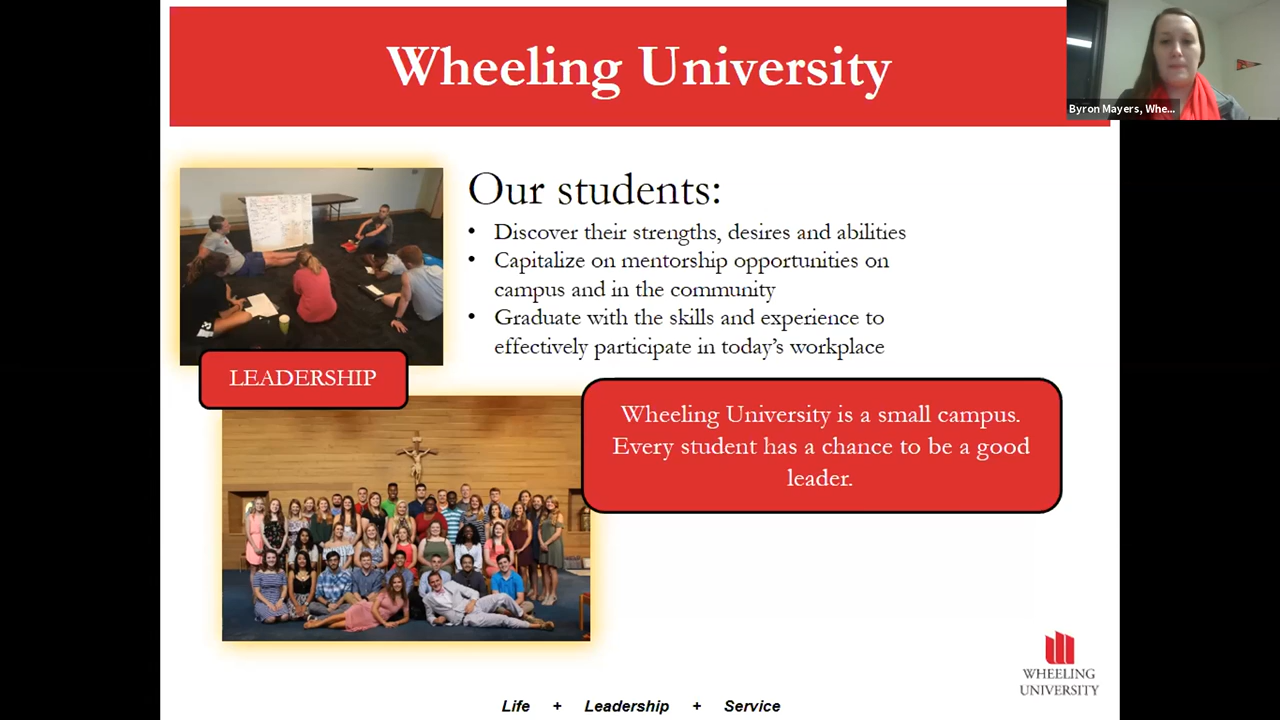 Wheeling University
Byron Mayers, Whe...
Our students:
• Discover their strengths, desires and abilities
• Capitalize on mentorship opportunities on
campus and in the community
• Graduate with the skills and experience to
effectively participate in today's workplace
LEADERSHIP
Wheeling University is a small campus.
Every student has a chance to be a good
leader.
WHEELING
UNIVERSITY
Life + Leadership + Service